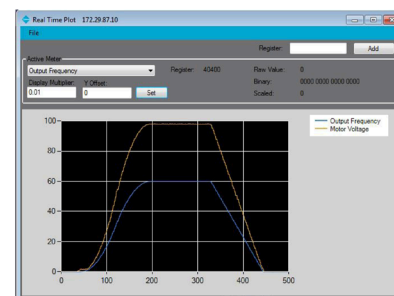 Real Time Plot 172.29.87.10
File
Register: Add
Active Meter
Output Frequency Register: 40400 Raw Value: 0
Display Multiplier: Y Offset: Binary: 0000 0000 0000 0000
0.01 0 Set Scaled: 0
100
80
60
40
20
0
0 100 200 300 400 500
Output Frequency
Motor Voltage